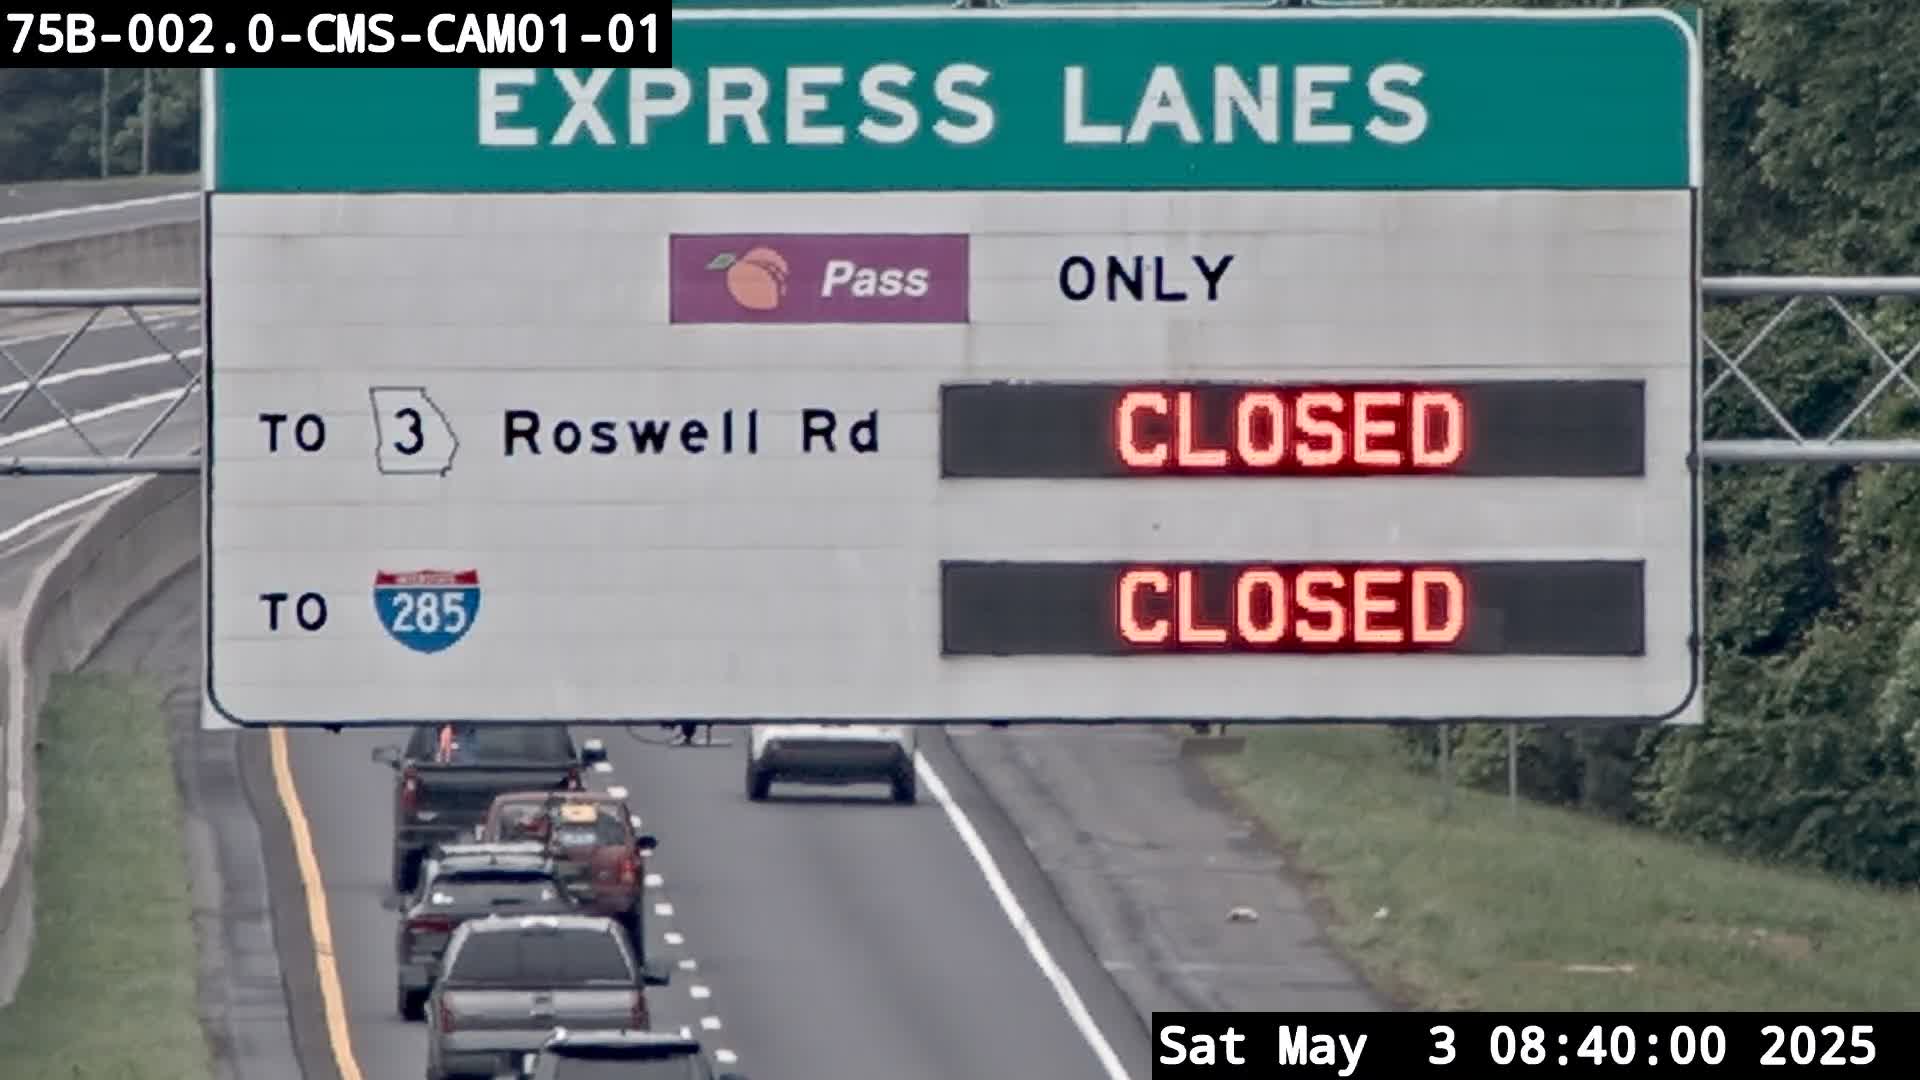 75B-002.0-CMS-CAM01-01
EXPRESS LANES
Pass ONLY
TO 3 Roswell Rd CLOSED
INTERSTATE
TO 285 CLOSED
Sat May 3 08:40:00 2025